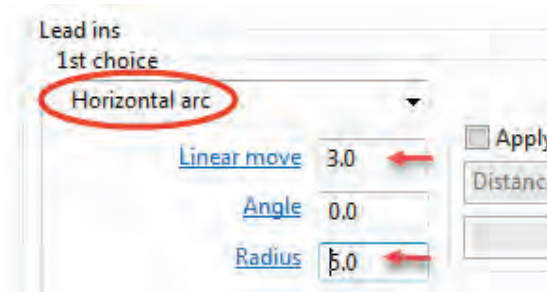 Lead ins
1st choice
Horizontal arc
Linear move 3.0
Apply
Angle 0.0
Radius 5.0